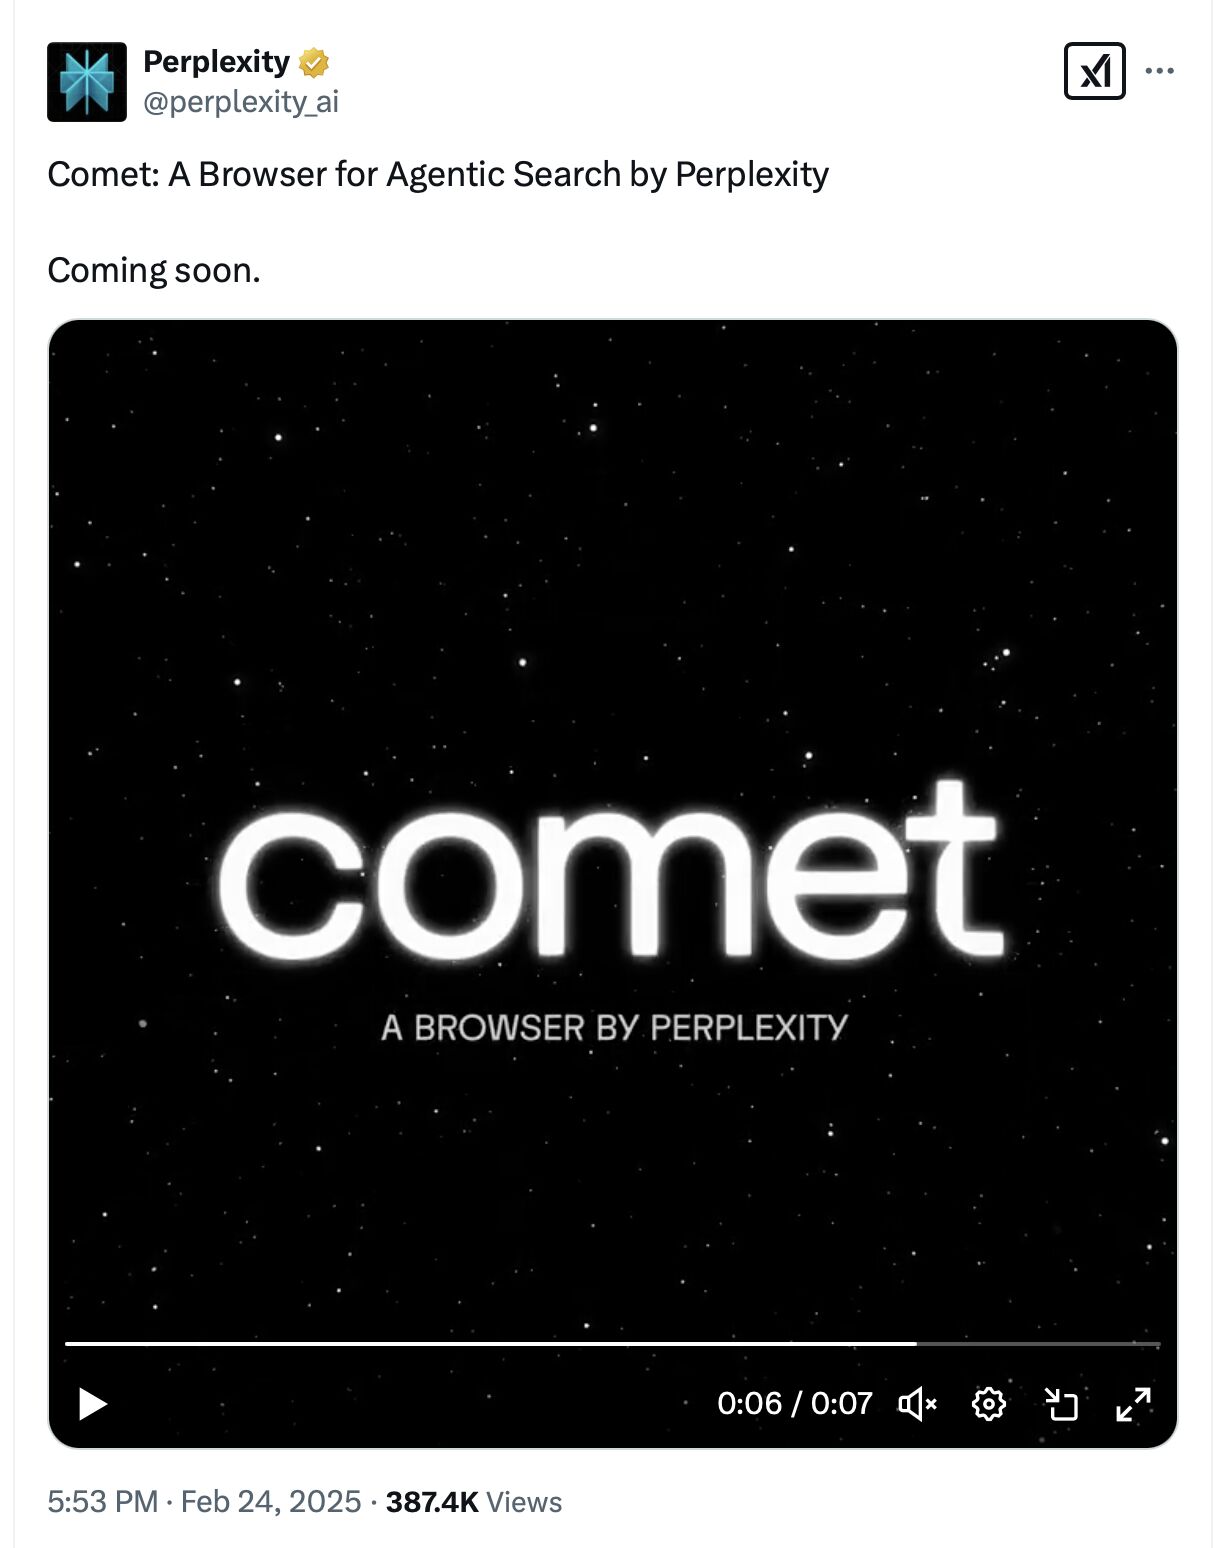 Perplexity
@perplexity_ai
Comet: A Browser for Agentic Search by Perplexity
Coming soon.
comet
A BROWSER BY PERPLEXITY
0:06 / 0:07
5:53 PM · Feb 24, 2025 · 387.4K Views